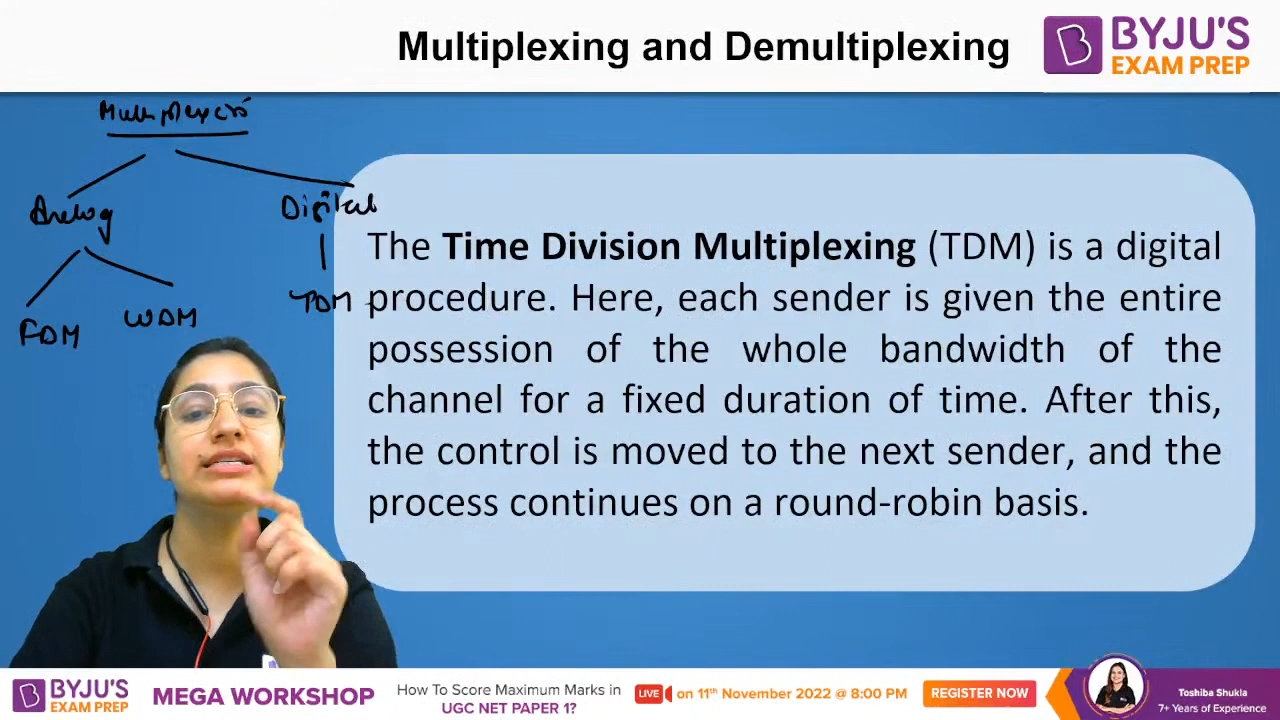 Multiplexing and Demultiplexing
BYJU'S
EXAM PREP
Analog
Digital
FDM
WDM
TDM
The Time Division Multiplexing (TDM) is a digital
procedure. Here, each sender is given the entire
possession of the whole bandwidth of the
channel for a fixed duration of time. After this,
the control is moved to the next sender, and the
process continues on a round-robin basis.
BYJU'S
EXAM PREP
MEGA WORKSHOP
How To Score Maximum Marks in
UGC NET PAPER 1?
LIVE on 11th November 2022 @ 8:00 PM
REGISTER NOW
Toshiba Shukla
7+ Years of Experience